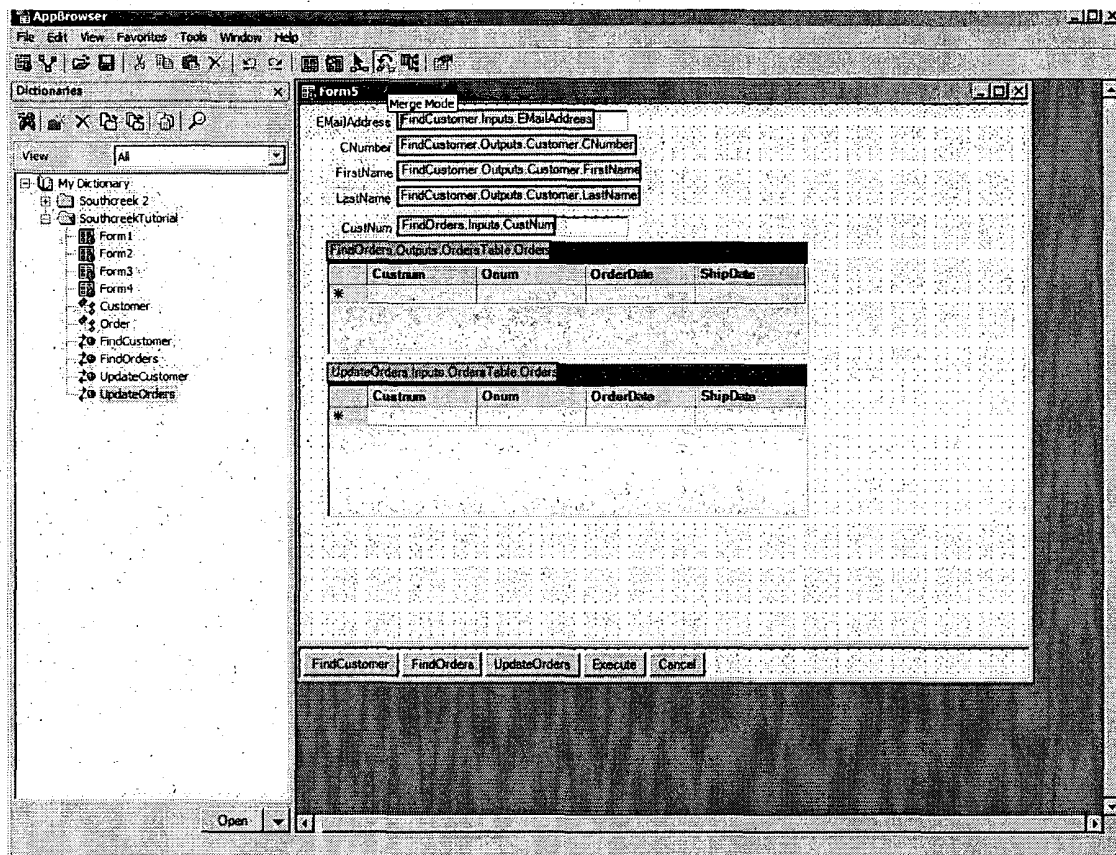 AppBrowser
File Edit View Favorites Tools Window Help
Dictionaries
View All
My Dictionary
Southcreek 2
SouthcreekTutorial
Form1
Form2
Form3
Form4
Customer
Order
FindCustomer
FindOrders
UpdateCustomer
UpdateOrders
Open
Form5
Merge Mode
EMailAddress FindCustomer.Inputs.EMailAddress
CNumber FindCustomer.Outputs.Customer.CNumber
FirstName FindCustomer.Outputs.Customer.FirstName
LastName FindCustomer.Outputs.Customer.LastName
CustNum FindOrders.Inputs.CustNum
FindOrders.Outputs.OrdersTable.Orders
Custnum Onum OrderDate ShipDate
*
UpdateOrders.Inputs.OrdersTable.Orders
Custnum Onum OrderDate ShipDate
*
FindCustomer FindOrders UpdateOrders Execute Cancel